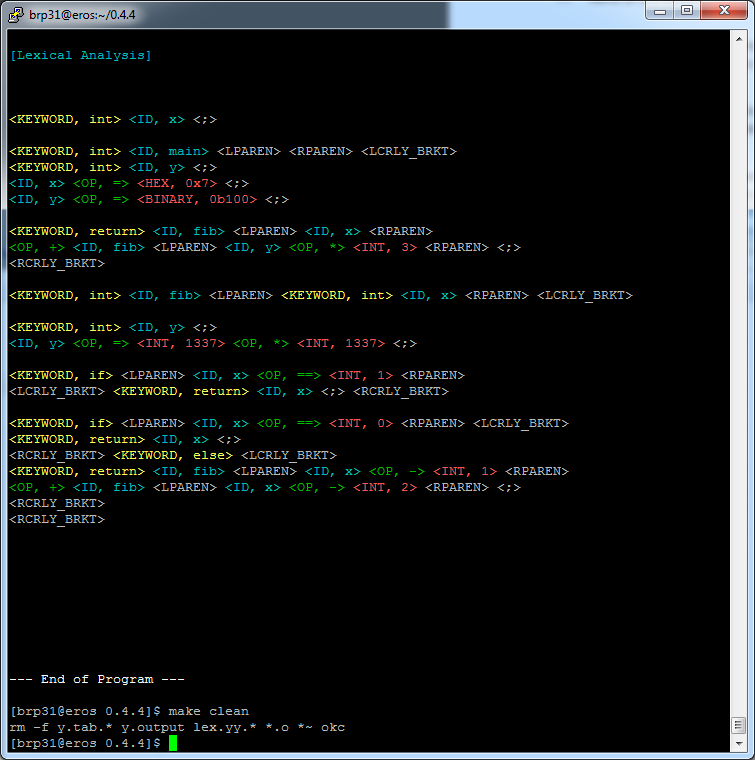 brp31@eros:~/0.4.4
[Lexical Analysis]
<KEYWORD, int> <ID, x> <;>
<KEYWORD, int> <ID, main> <LPAREN> <RPAREN> <LCRLY_BRKT>
<KEYWORD, int> <ID, y> <;>
<ID, x> <OP, => <HEX, 0x7> <;>
<ID, y> <OP, => <BINARY, 0b100> <;>
<KEYWORD, return> <ID, fib> <LPAREN> <ID, x> <RPAREN>
<OP, +> <ID, fib> <LPAREN> <ID, y> <OP, *> <INT, 3> <RPAREN> <;>
<RCRLY_BRKT>
<KEYWORD, int> <ID, fib> <LPAREN> <KEYWORD, int> <ID, x> <RPAREN> <LCRLY_BRKT>
<KEYWORD, int> <ID, y> <;>
<ID, y> <OP, => <INT, 1337> <OP, *> <INT, 1337> <;>
<KEYWORD, if> <LPAREN> <ID, x> <OP, ==> <INT, 1> <RPAREN>
<LCRLY_BRKT> <KEYWORD, return> <ID, x> <;> <RCRLY_BRKT>
<KEYWORD, if> <LPAREN> <ID, x> <OP, ==> <INT, 0> <RPAREN> <LCRLY_BRKT>
<KEYWORD, return> <ID, x> <;>
<RCRLY_BRKT> <KEYWORD, else> <LCRLY_BRKT>
<KEYWORD, return> <ID, fib> <LPAREN> <ID, x> <OP, -> <INT, 1> <RPAREN>
<OP, +> <ID, fib> <LPAREN> <ID, x> <OP, -> <INT, 2> <RPAREN> <;>
<RCRLY_BRKT>
<RCRLY_BRKT>
--- End of Program ---
[brp31@eros 0.4.4]$ make clean
rm -f y.tab.* y.output lex.yy.* *.o *~ okc
[brp31@eros 0.4.4]$